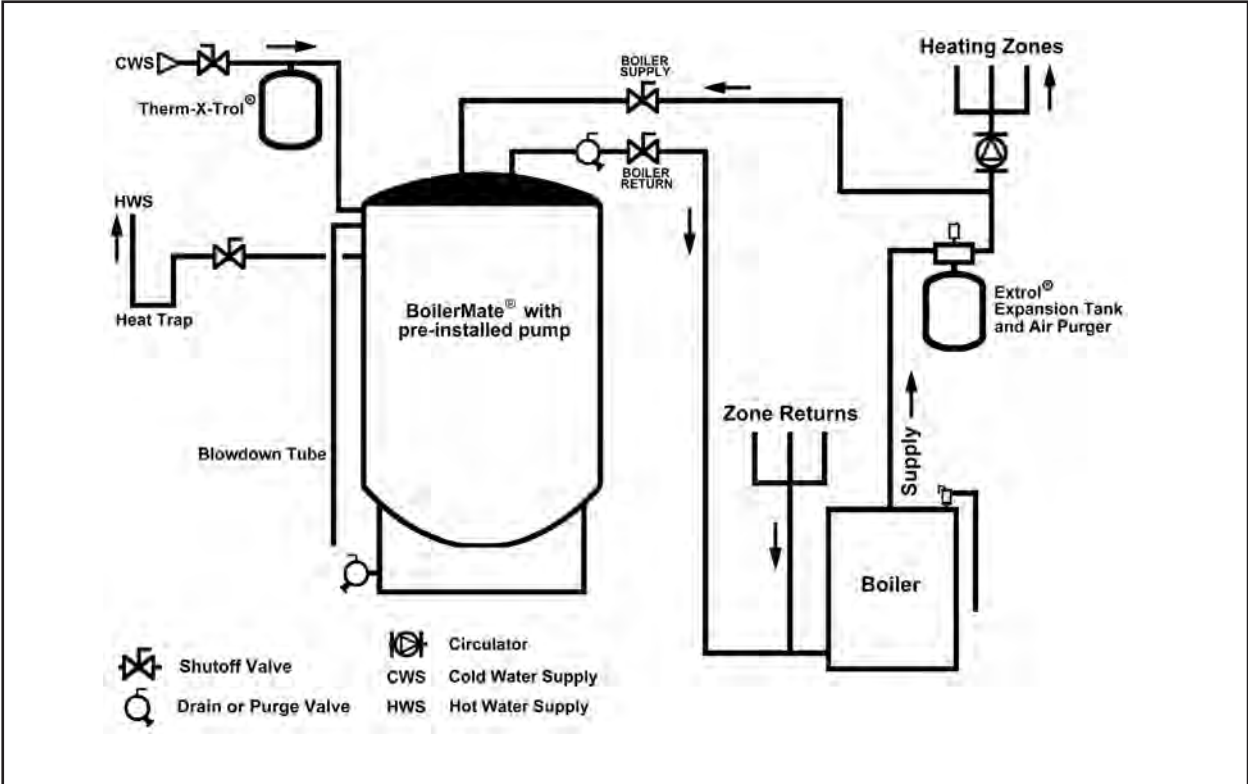 CWS
Therm-X-Trol®
HWS
Heat Trap
Blowdown Tube
BOILER
SUPPLY
BOILER
RETURN
BoilerMate® with
pre-installed pump
Heating Zones
Extrol®
Expansion Tank
and Air Purger
Zone Returns
Supply
Boiler
Shutoff Valve
Drain or Purge Valve
Circulator
CWS Cold Water Supply
HWS Hot Water Supply